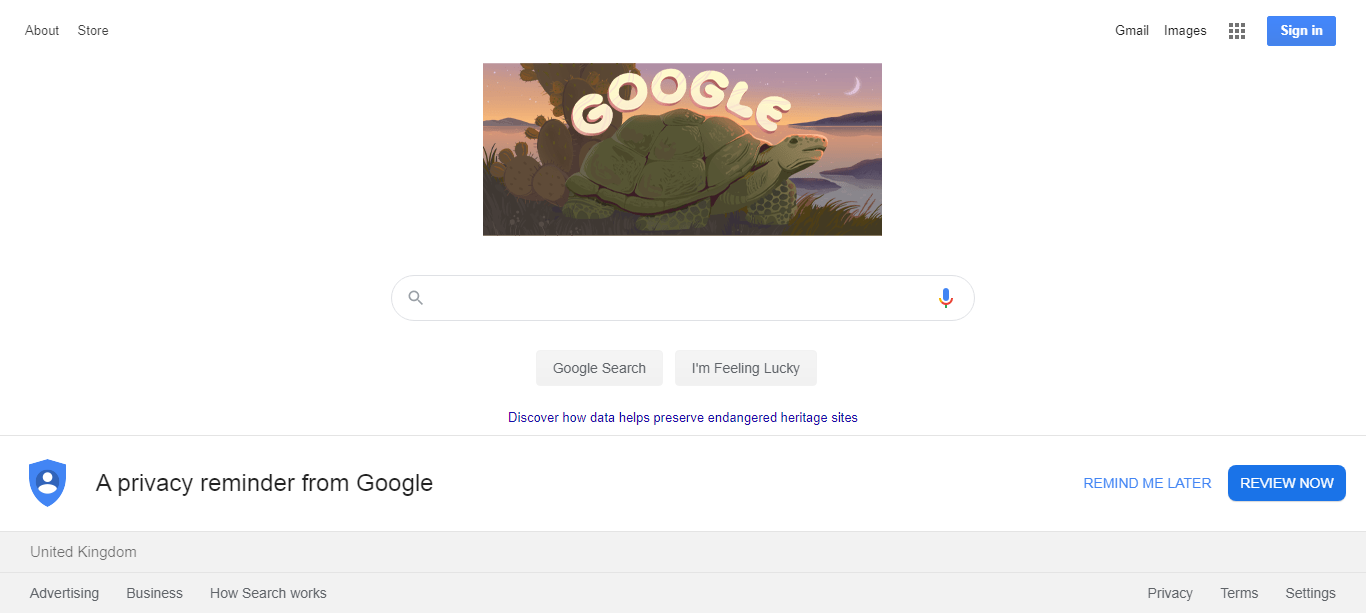 About Store
Gmail Images Sign in
GOOGLE
Google Search I'm Feeling Lucky
Discover how data helps preserve endangered heritage sites
A privacy reminder from Google
REMIND ME LATER REVIEW NOW
United Kingdom
Advertising Business How Search works
Privacy Terms Settings